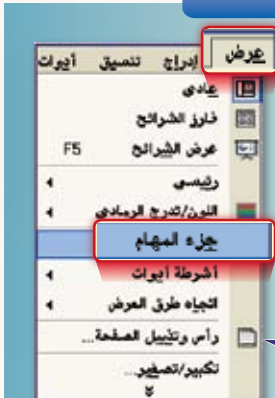 عرض إدراج تنسيق أدوات
عادي
فارز الشرائح
عرض الشرائح F5
رئيسي
اللون/تدرج الرمادي
جزء المهام
أشرطة أدوات
اتجاه طرق العرض
رأس وتذييل الصفحة...
تكبير/تصغير...